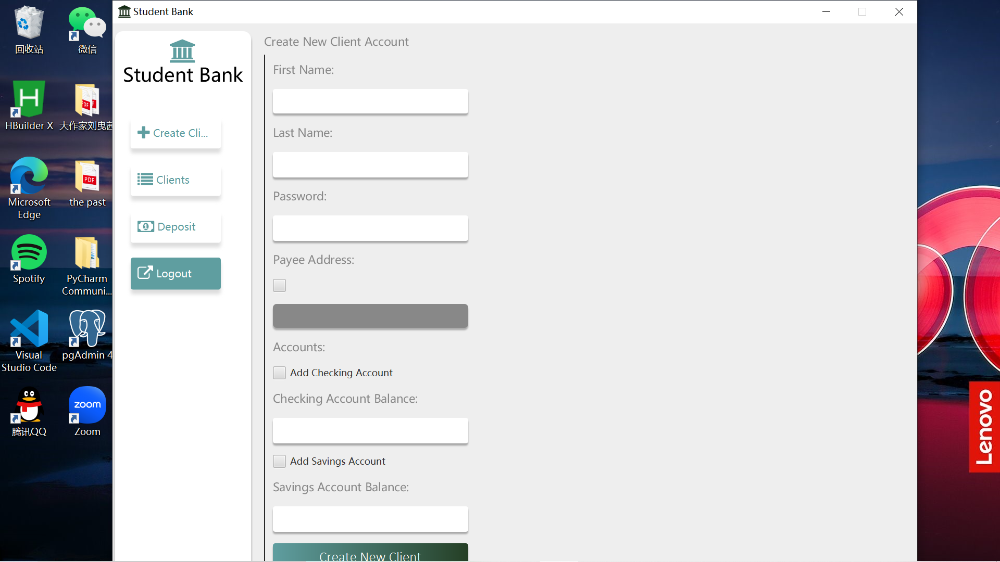 回收站
微信
HBuilder X
大作家刘曳茜
Microsoft
Edge
the past
Spotify
PyCharm
Communi...
Visual
Studio Code
pgAdmin 4
腾讯QQ
zoom
Zoom
PDF
PDF
Student Bank
Student Bank
Create Cli...
Clients
Deposit
Logout
Create New Client Account
First Name:
Last Name:
Password:
Payee Address:
Accounts:
Add Checking Account
Checking Account Balance:
Add Savings Account
Savings Account Balance:
Create New Client
Lenovo